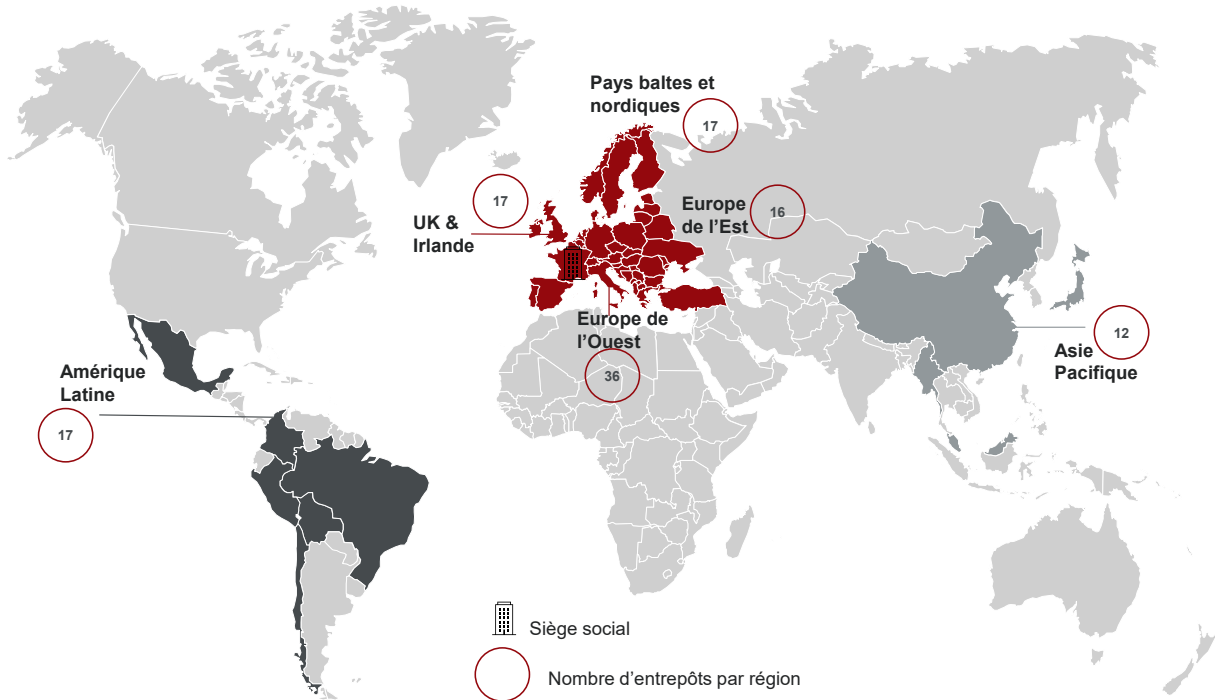 Pays baltes et
nordiques
17
17
UK &
Irlande
Europe
de l’Est
16
Europe de
l’Ouest
36
12
Asie
Pacifique
Amérique
Latine
17
Siège social
Nombre d’entrepôts par région